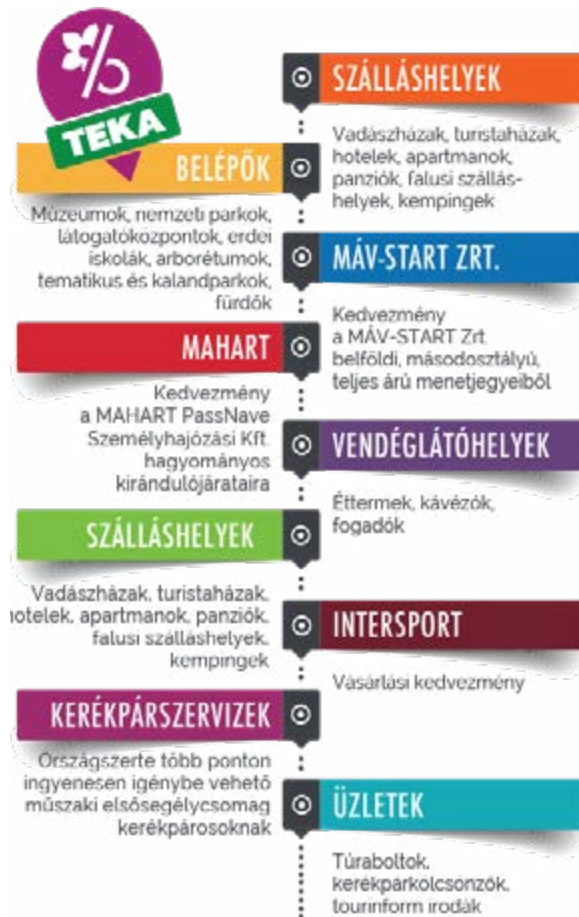 %
TEKA
SZÁLLÁSHELYEK
Vadászházak, turistaházak,
hotelek, apartmanok,
panziók, falusi szállás-
helyek, kempingek
BELÉPŐK
Múzeumok, nemzeti parkok,
látogatóközpontok, erdei
iskolák, arborétumok,
tematikus és kalandparkok,
fürdők
MÁV-START ZRT.
Kedvezmény
a MÁV-START Zrt.
belföldi, másodosztályú,
teljes árú menetjegyeiből
MAHART
Kedvezmény
a MAHART PassNave
Személyhajózási Kft.
hagyományos
kirándulójárataira
VENDÉGLÁTÓHELYEK
Éttermek, kávézók,
fogadók
SZÁLLÁSHELYEK
Vadászházak, turistaházak,
hotelek, apartmanok, panziók,
falusi szálláshelyek,
kempingek
INTERSPORT
Vásárlási kedvezmény
KERÉKPÁRSZERVIZEK
Országszerte több ponton
ingyenesen igénybe vehető
műszaki elsősegélycsomag
kerékpárosoknak
ÜZLETEK
Túraboltok,
kerékpárkölcsönzők,
tourinform irodák